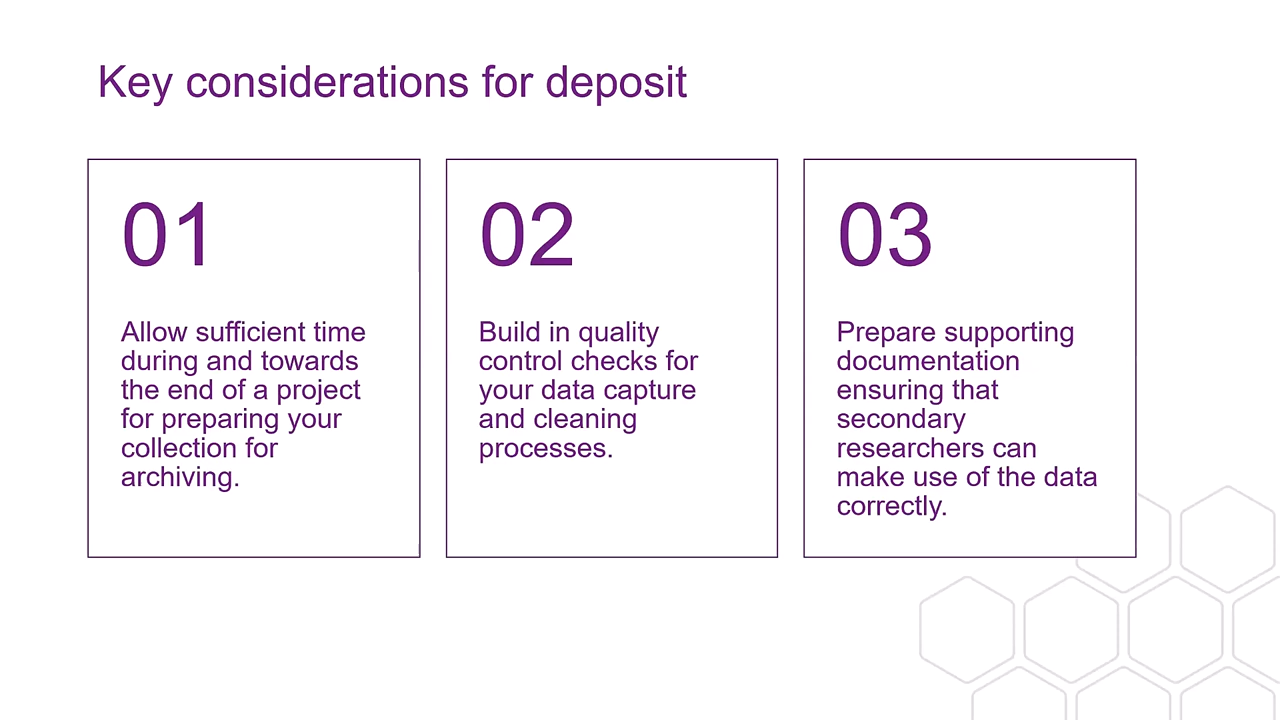 Key considerations for deposit
01
Allow sufficient time
during and towards
the end of a project
for preparing your
collection for
archiving.
02
Build in quality
control checks for
your data capture
and cleaning
processes.
03
Prepare supporting
documentation
ensuring that
secondary
researchers can
make use of the data
correctly.